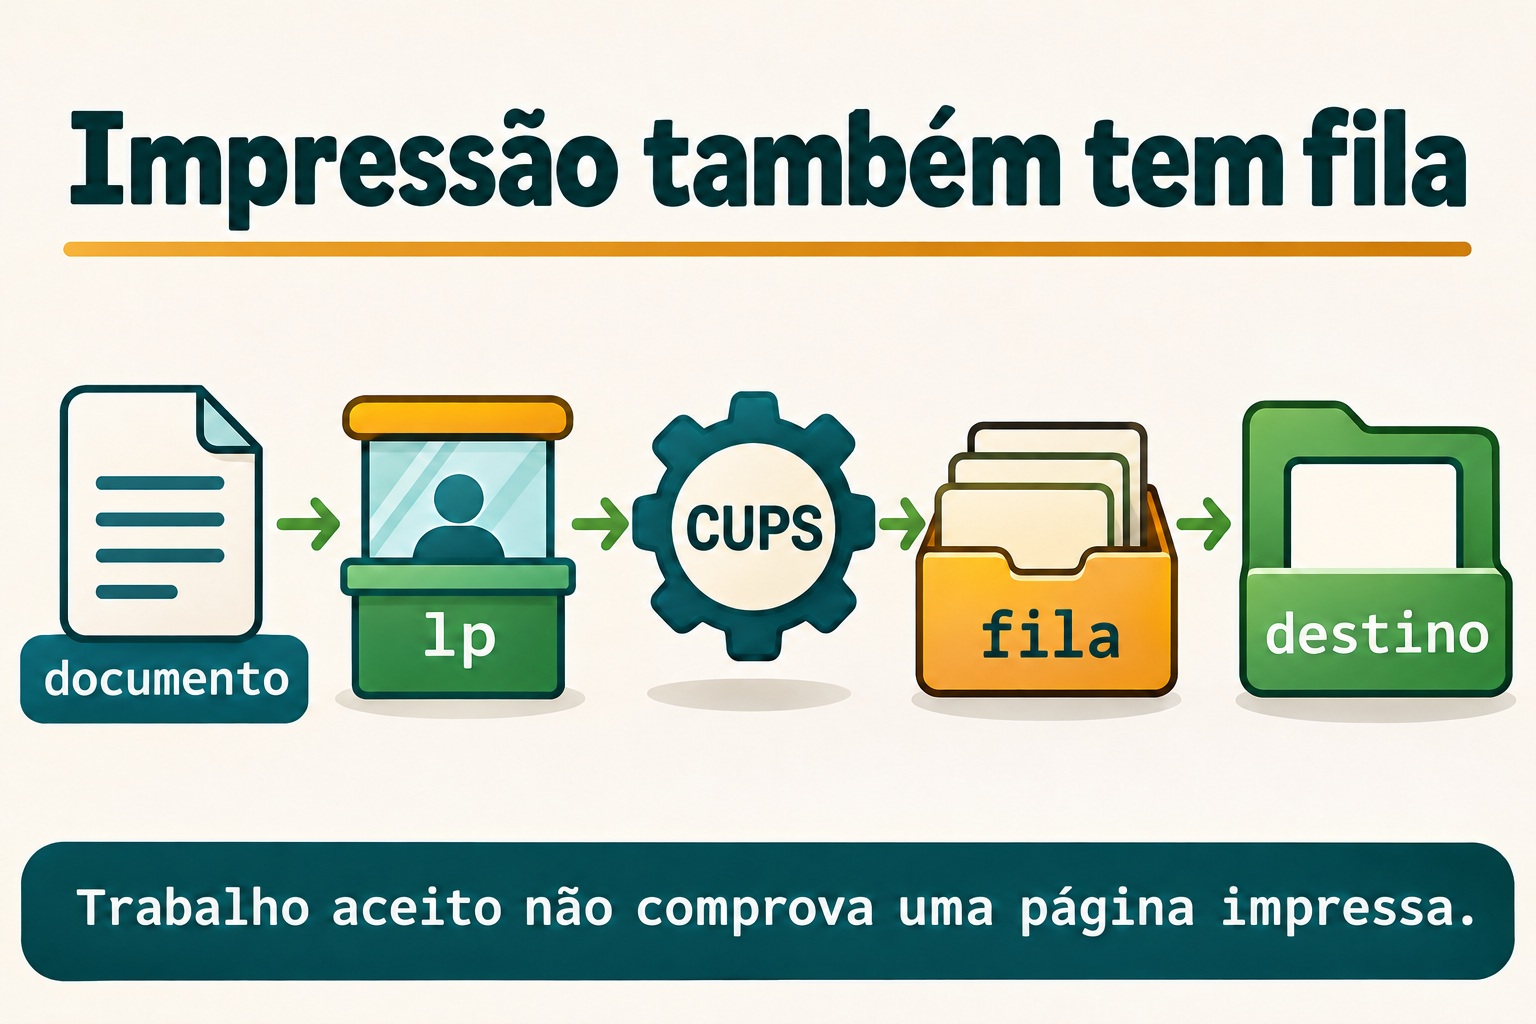 Impressão também tem fila
documento
lp
CUPS
fila
destino
Trabalho aceito não comprova uma página impressa.